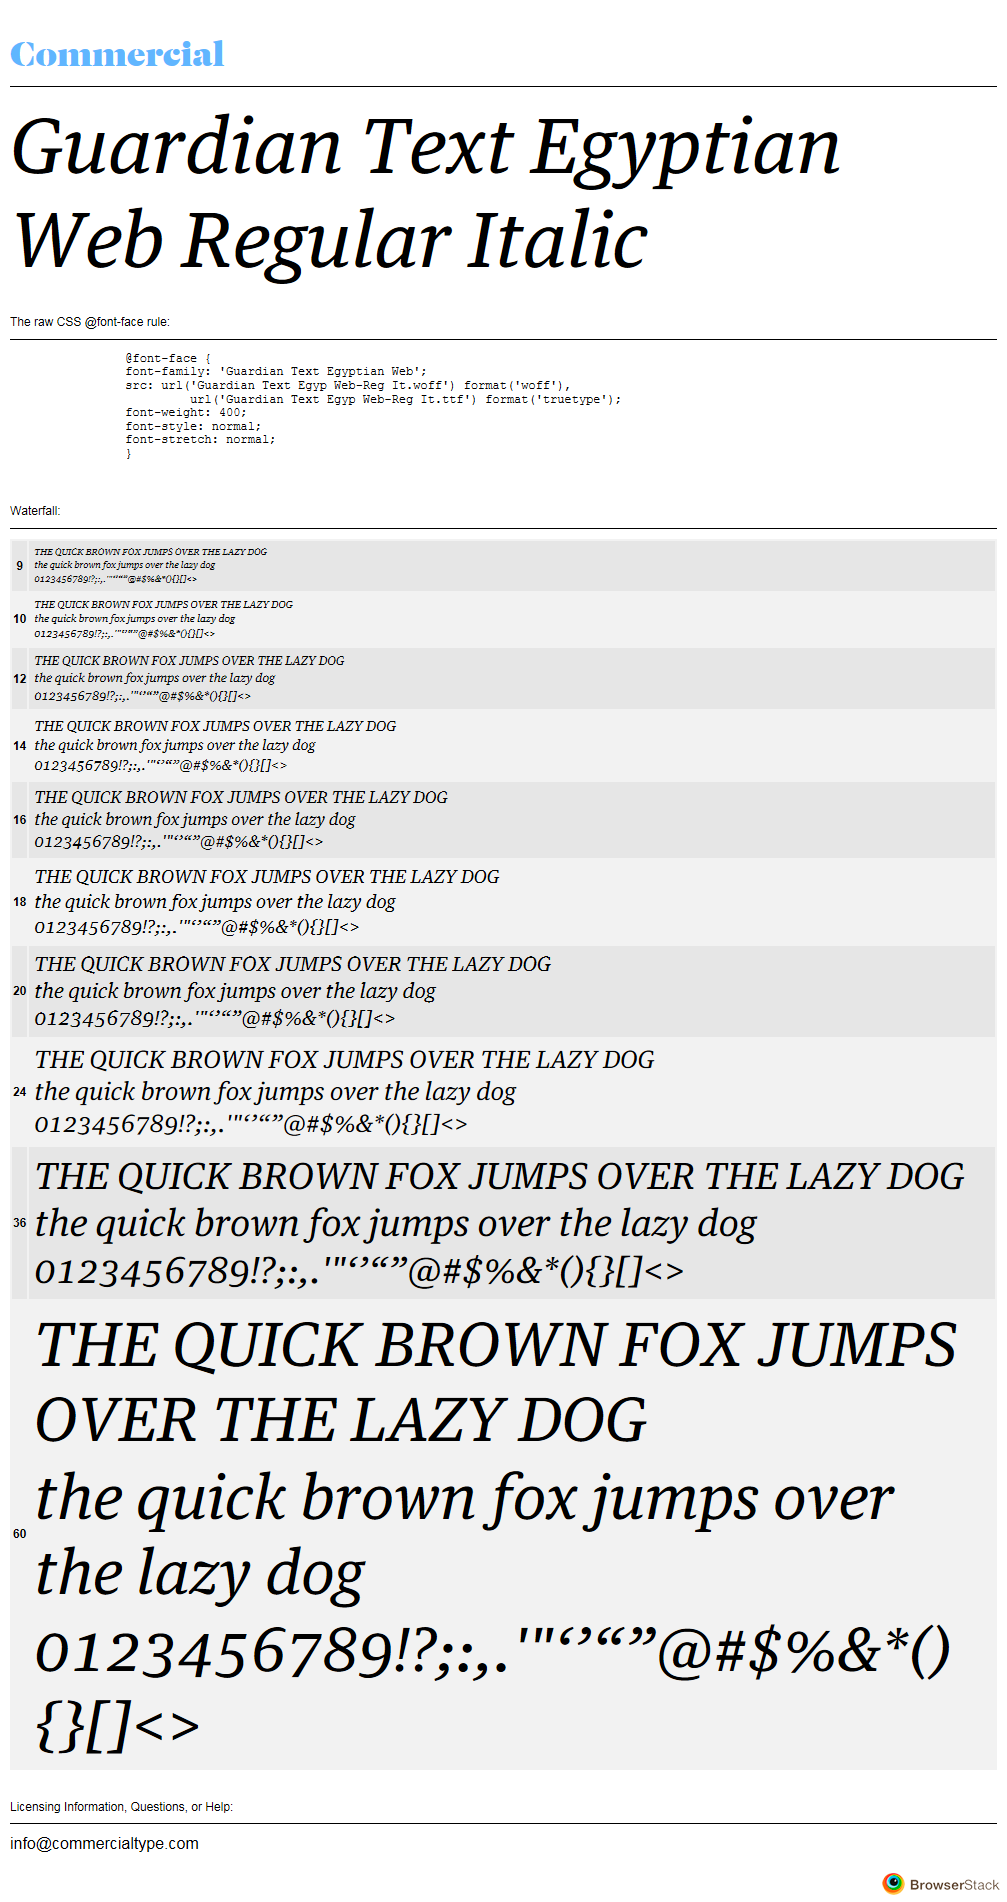 Commercial
Guardian Text Egyptian
Web Regular Italic
The raw CSS @font-face rule:
@font-face {
font-family: 'Guardian Text Egyptian Web';
src: url('Guardian Text Egyp Web-Reg It.woff') format('woff'),
url('Guardian Text Egyp Web-Reg It.ttf') format('truetype');
font-weight: 400;
font-style: normal;
font-stretch: normal;
}
Waterfall:
THE QUICK BROWN FOX JUMPS OVER THE LAZY DOG
9 the quick brown fox jumps over the lazy dog
0123456789!?;:,.'"‘’“”@#$%&*(){}[]<>
THE QUICK BROWN FOX JUMPS OVER THE LAZY DOG
10 the quick brown fox jumps over the lazy dog
0123456789!?;:,.'"‘’“”@#$%&*(){}[]<>
THE QUICK BROWN FOX JUMPS OVER THE LAZY DOG
12 the quick brown fox jumps over the lazy dog
0123456789!?;:,.'"‘’“”@#$%&*(){}[]<>
THE QUICK BROWN FOX JUMPS OVER THE LAZY DOG
14 the quick brown fox jumps over the lazy dog
0123456789!?;:,.'"‘’“”@#$%&*(){}[]<>
THE QUICK BROWN FOX JUMPS OVER THE LAZY DOG
16 the quick brown fox jumps over the lazy dog
0123456789!?;:,.'"‘’“”@#$%&*(){}[]<>
THE QUICK BROWN FOX JUMPS OVER THE LAZY DOG
18 the quick brown fox jumps over the lazy dog
0123456789!?;:,.'"‘’“”@#$%&*(){}[]<>
THE QUICK BROWN FOX JUMPS OVER THE LAZY DOG
20 the quick brown fox jumps over the lazy dog
0123456789!?;:,.'"‘’“”@#$%&*(){}[]<>
THE QUICK BROWN FOX JUMPS OVER THE LAZY DOG
24 the quick brown fox jumps over the lazy dog
0123456789!?;:,.'"‘’“”@#$%&*(){}[]<>
THE QUICK BROWN FOX JUMPS OVER THE LAZY DOG
36 the quick brown fox jumps over the lazy dog
0123456789!?;:,.'"‘’“”@#$%&*(){}[]<>
THE QUICK BROWN FOX JUMPS
OVER THE LAZY DOG
the quick brown fox jumps over
60
the lazy dog
0123456789!?;:,.'"‘’“”@#$%&*()
{}[]<>
Licensing Information, Questions, or Help:
info@commercialtype.com
BrowserStack